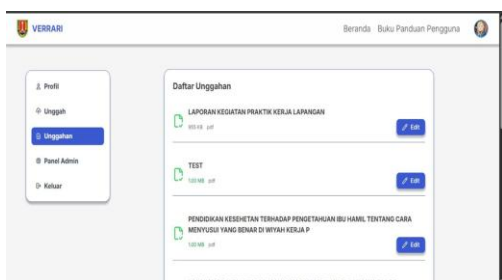 VERRARI
Beranda Buku Panduan Pengguna
Profil
Unggah
Unggahan
Panel Admin
Keluar
Daftar Unggahan
LAPORAN KEGIATAN PRAKTIK KERJA LAPANGAN
pdf
Edit
TEST
1.00 MB pdf
Edit
PENDIDIKAN KESEHETAN TERHADAP PENGETAHUAN IBU HAMIL TENTANG CARA
MENYUSUI YANG BENAR DI WIYAH KERJA P
1.00 MB pdf
Edit